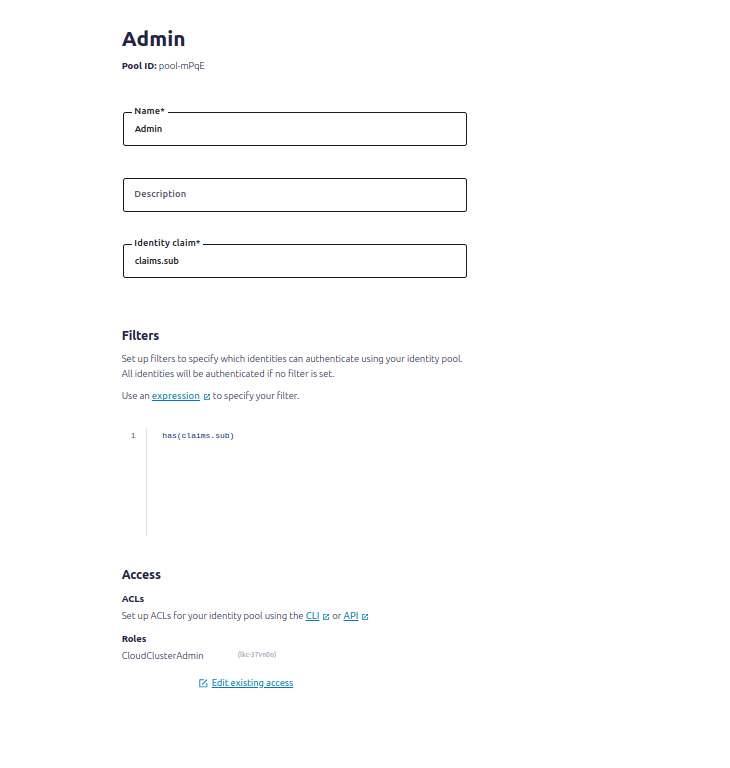 Admin
Pool ID: pool-mPqE
Name*
Admin
Description
Identity claim*
claims.sub
Filters
Set up filters to specify which identities can authenticate using your identity pool.
All identities will be authenticated if no filter is set.
Use an expression to specify your filter.
1 has(claims.sub)
Access
ACLs
Set up ACLs for your identity pool using the CLI or API
Roles
CloudClusterAdmin (lkc-37vn0o)
Edit existing access